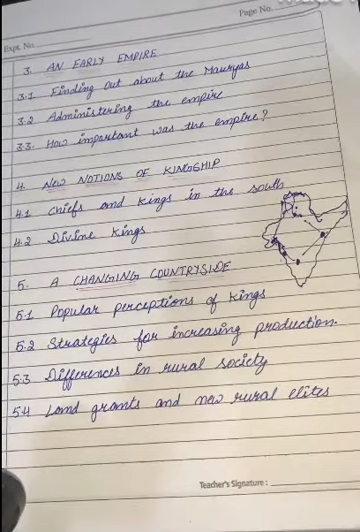 Page No.
Expt. No.
3. AN EARLY EMPIRE
3.1 Finding out about the Mauryas
3.2 Administering the empire
3.3. How important was the empire?
4. NEW NOTIONS OF KINGSHIP
4.1 Chiefs and kings in the south
4.2 Divine kings
5. A CHANGING COUNTRYSIDE
5.1 Popular perceptions of kings
5.2 Strategies for increasing production.
5.3 Differences in rural society
5.4 Land grants and new rural elites
Teacher's Signature :